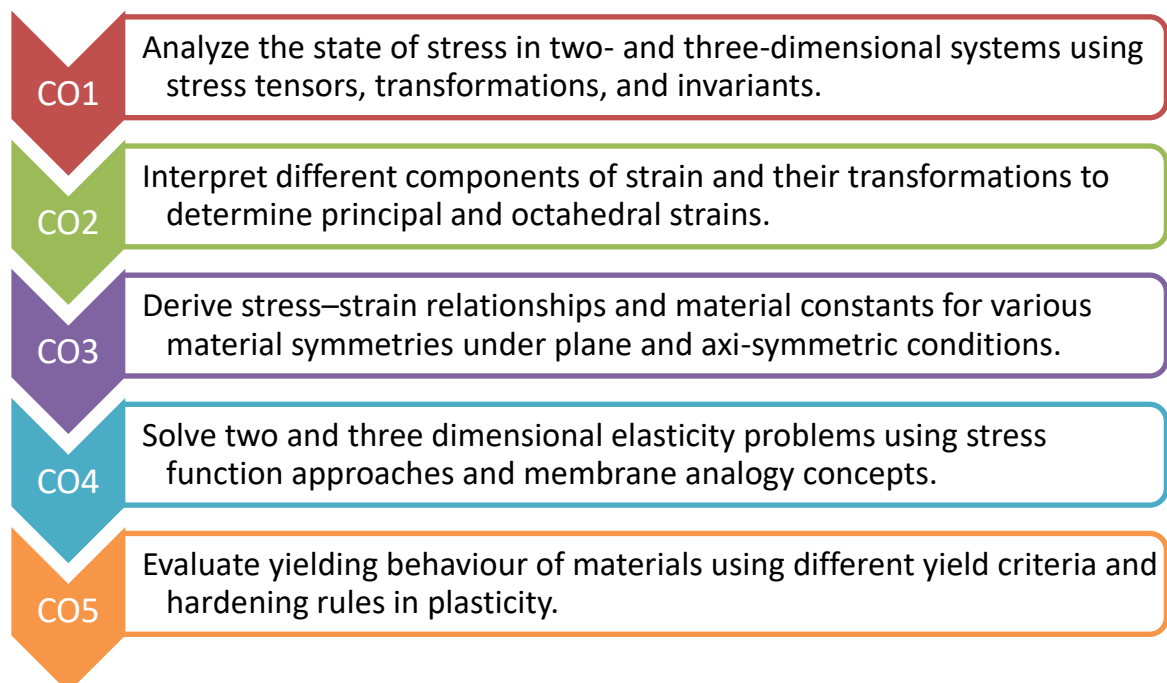 CO1
Analyze the state of stress in two- and three-dimensional systems using
stress tensors, transformations, and invariants.
CO2
Interpret different components of strain and their transformations to
determine principal and octahedral strains.
CO3
Derive stress–strain relationships and material constants for various
material symmetries under plane and axi-symmetric conditions.
CO4
Solve two and three dimensional elasticity problems using stress
function approaches and membrane analogy concepts.
CO5
Evaluate yielding behaviour of materials using different yield criteria and
hardening rules in plasticity.